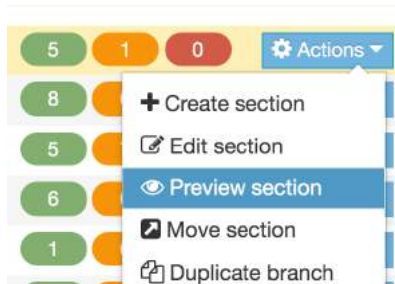 5 1 0 Actions
8
Create section
5
Edit section
Preview section
6
Move section
1
Duplicate branch